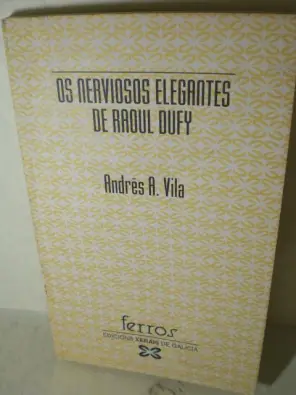 OS NERVIOSOS ELEGANTES
DE RAOUL DUFY
Andrés A. Vila
ferros
EDICIÓNS XERAIS DE GALICIA